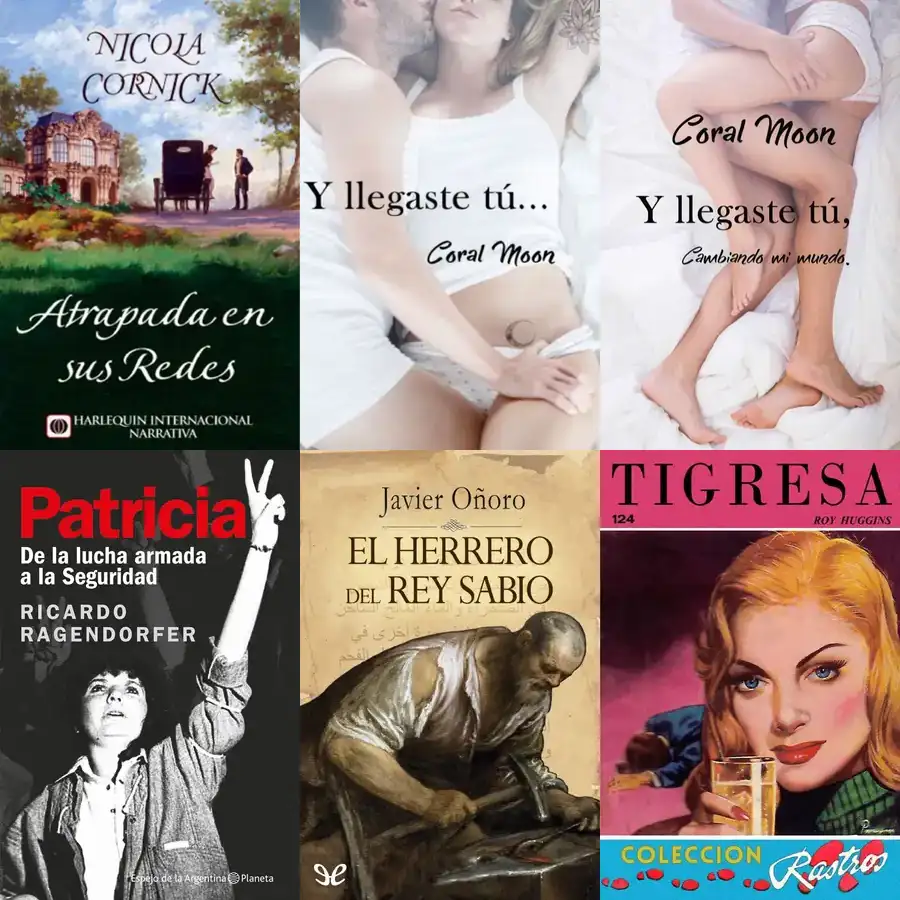 NICOLA
CORNICK
Atrapada en
sus Redes
HARLEQUIN INTERNACIONAL
NARRATIVA
Y llegaste tú...
Coral Moon
Coral Moon
Y llegaste tú,
Cambiando mi mundo.
Patricia
De la lucha armada
a la Seguridad
RICARDO
RAGENDORFER
Espejo de la Argentina Planeta
Javier Oñoro
EL HERRERO
DEL REY SABIO
TIGRESA
124
ROY HUGGINS
COLECCION
Rastros